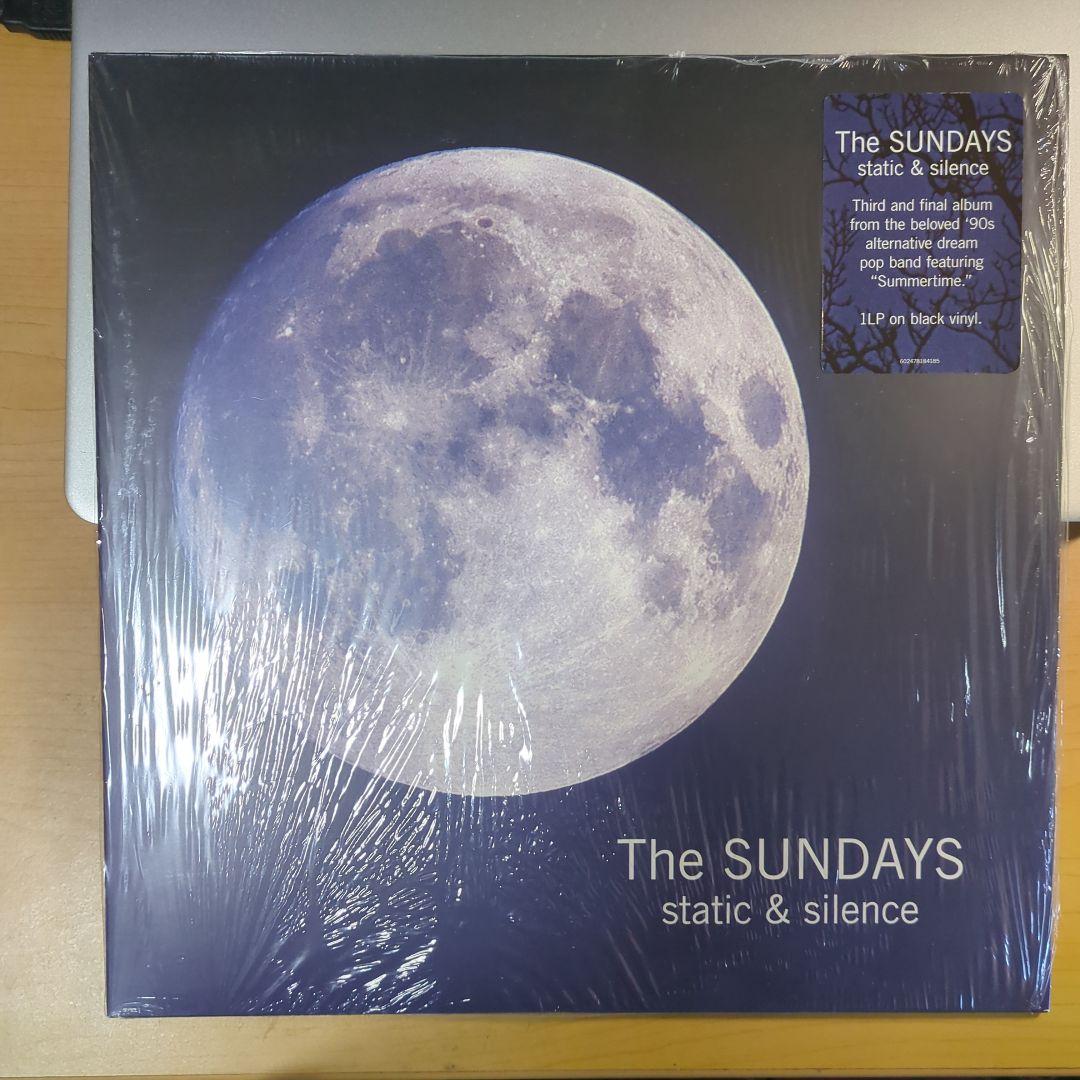 The SUNDAYS
static & silence
Third and final album
from the beloved ‘90s
alternative dream
pop band featuring
“Summertime.”
1LP on black vinyl.
602478184185
The SUNDAYS
static & silence